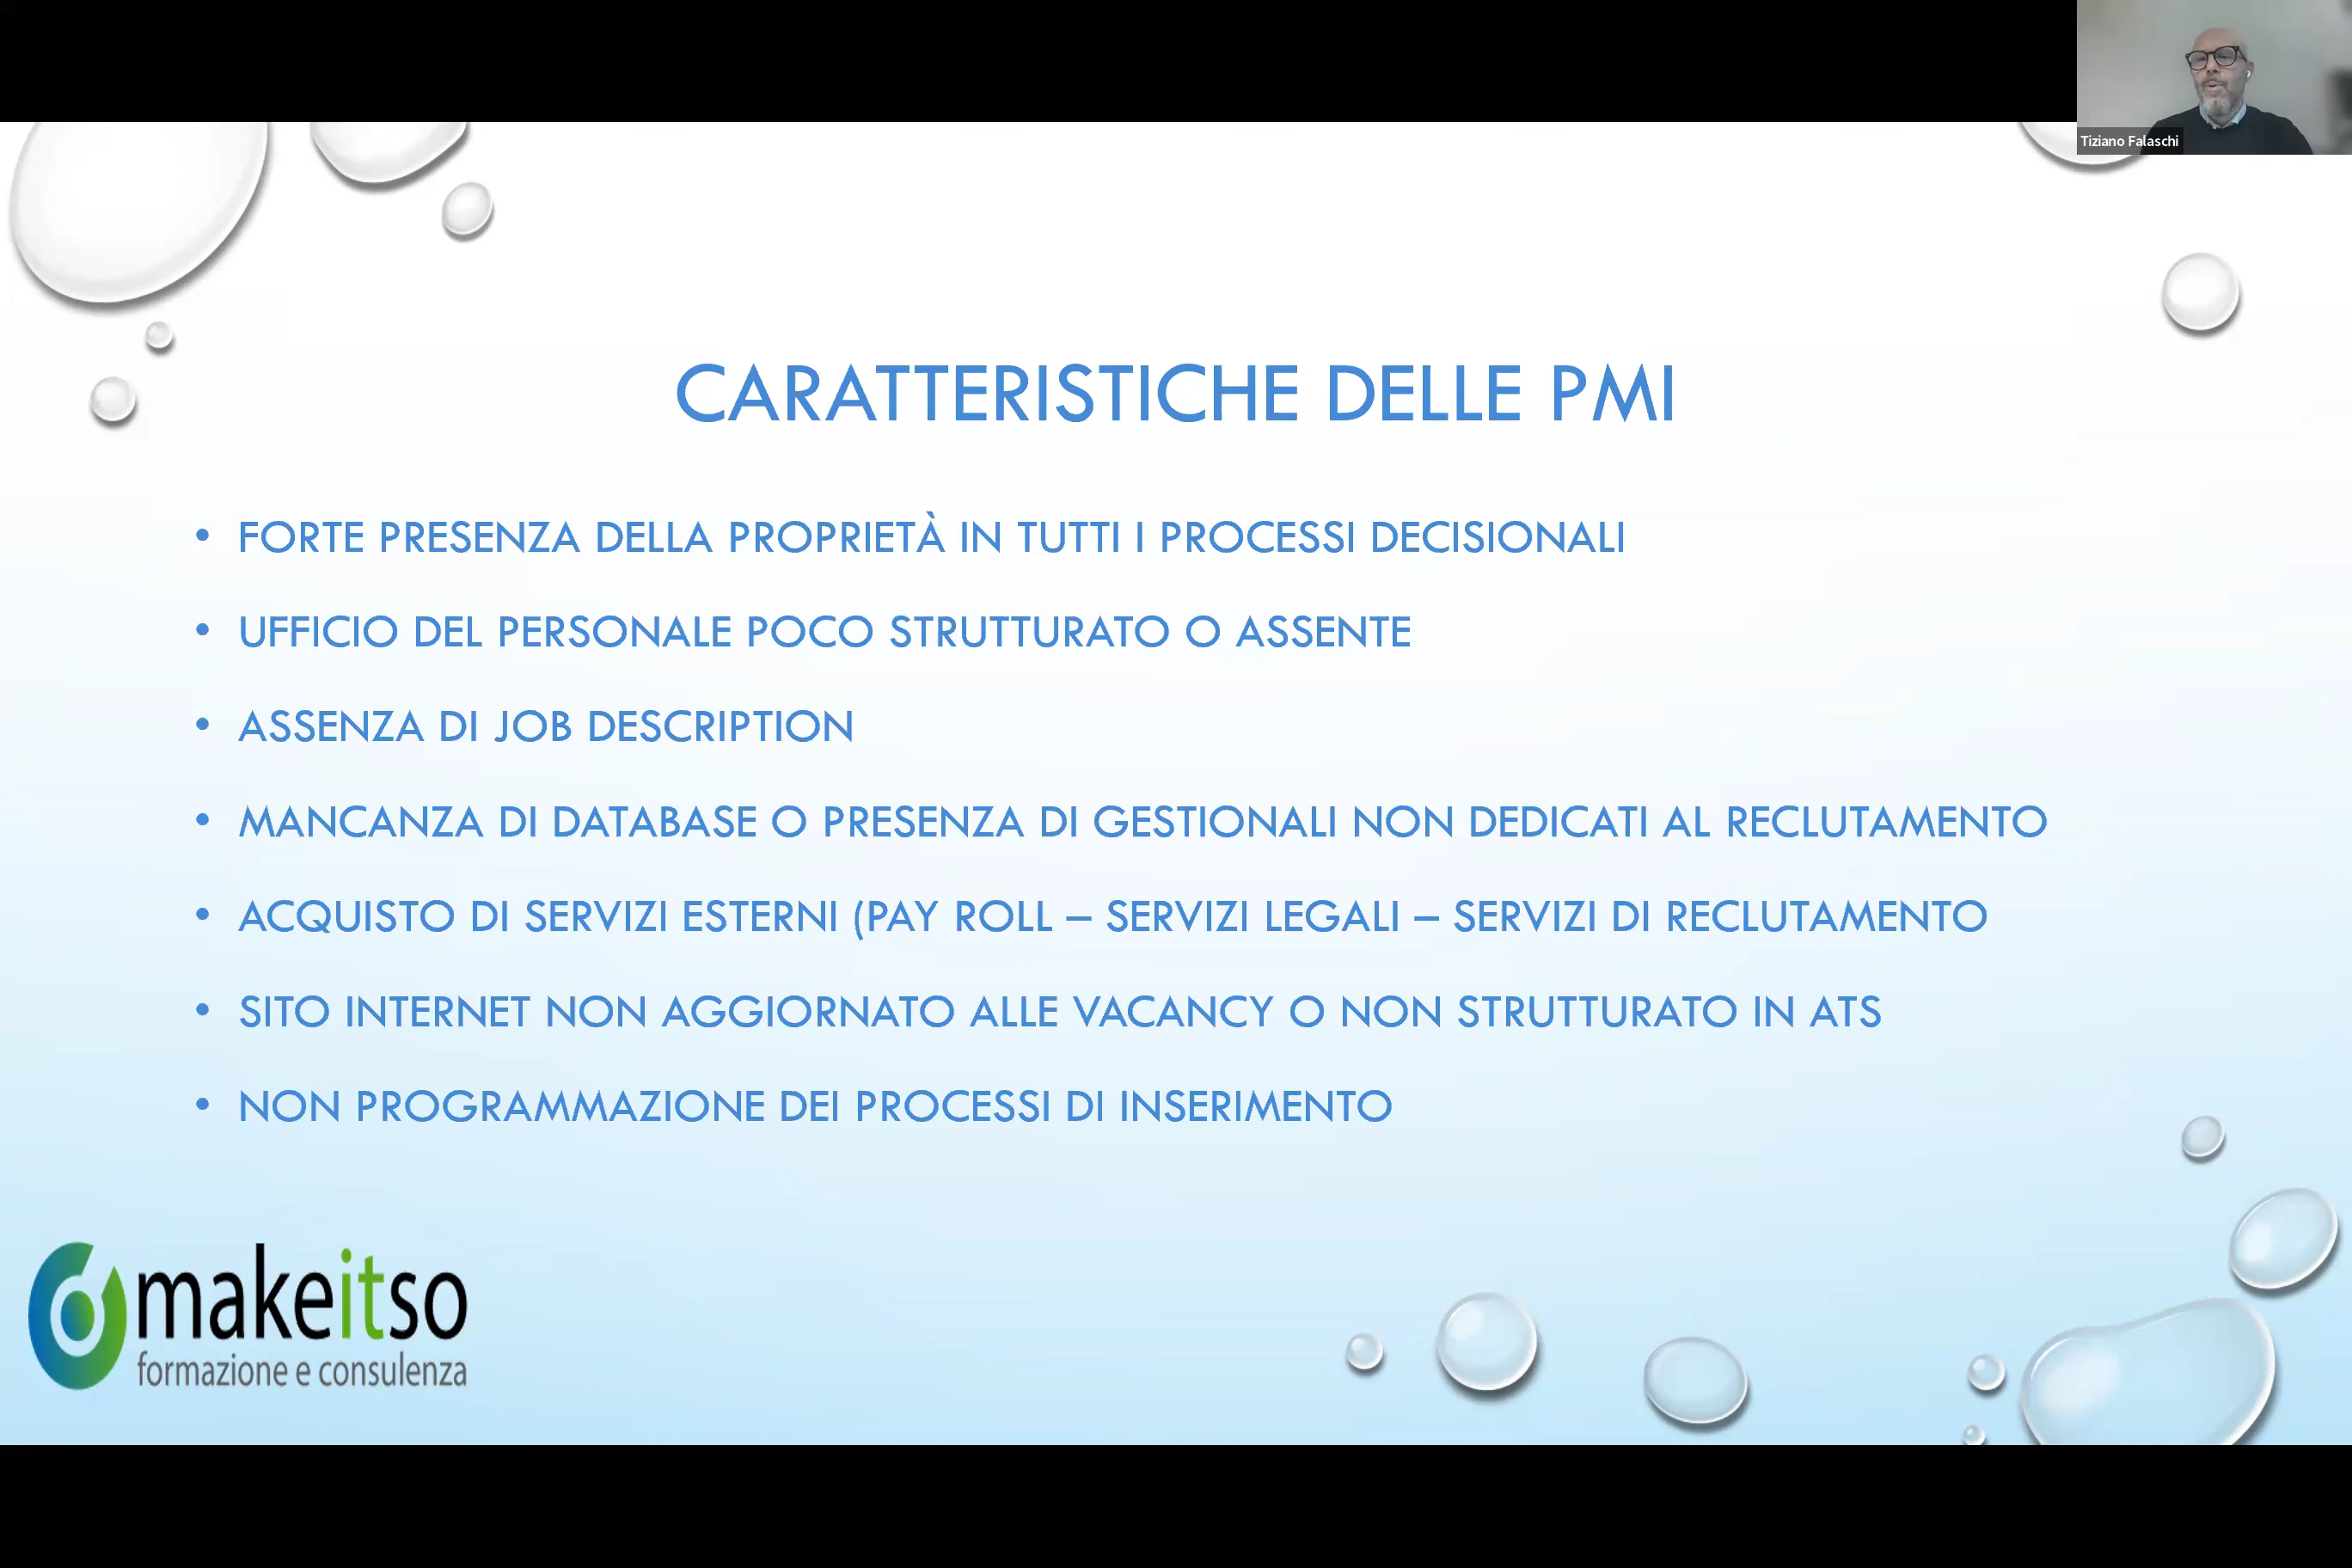 Tiziano Falaschi
CARATTERISTICHE DELLE PMI
• FORTE PRESENZA DELLA PROPRIETÀ IN TUTTI I PROCESSI DECISIONALI
• UFFICIO DEL PERSONALE POCO STRUTTURATO O ASSENTE
• ASSENZA DI JOB DESCRIPTION
• MANCANZA DI DATABASE O PRESENZA DI GESTIONALI NON DEDICATI AL RECLUTAMENTO
• ACQUISTO DI SERVIZI ESTERNI (PAY ROLL – SERVIZI LEGALI – SERVIZI DI RECLUTAMENTO
• SITO INTERNET NON AGGIORNATO ALLE VACANCY O NON STRUTTURATO IN ATS
• NON PROGRAMMAZIONE DEI PROCESSI DI INSERIMENTO
makeitso
formazione e consulenza